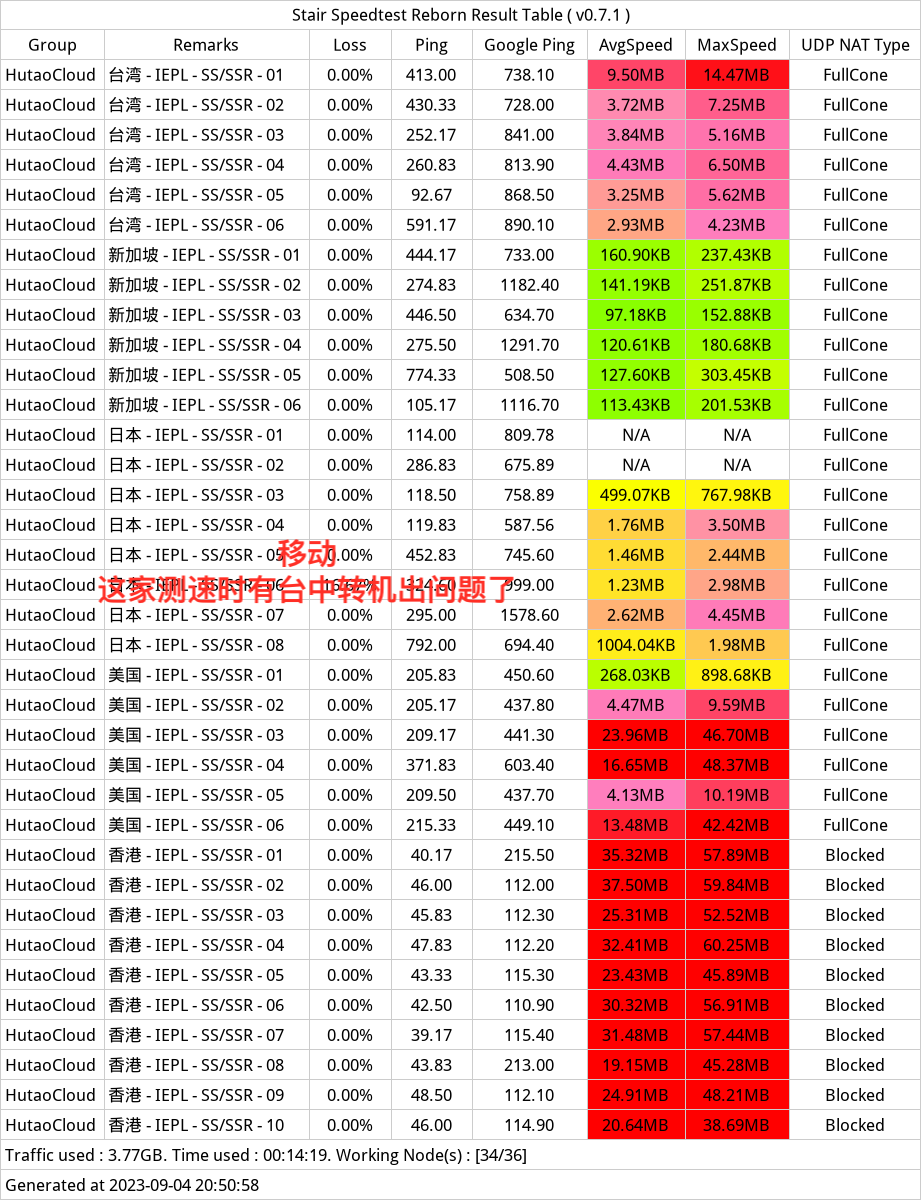 Stair Speedtest Reborn Result Table ( v0.7.1 )
Group Remarks Loss Ping Google Ping AvgSpeed MaxSpeed UDP NAT Type
HutaoCloud 台湾 - IEPL - SS/SSR - 01 0.00% 413.00 738.10 9.50MB 14.47MB FullCone
HutaoCloud 台湾 - IEPL - SS/SSR - 02 0.00% 430.33 728.00 3.72MB 7.25MB FullCone
HutaoCloud 台湾 - IEPL - SS/SSR - 03 0.00% 252.17 841.00 3.84MB 5.16MB FullCone
HutaoCloud 台湾 - IEPL - SS/SSR - 04 0.00% 260.83 813.90 4.43MB 6.50MB FullCone
HutaoCloud 台湾 - IEPL - SS/SSR - 05 0.00% 92.67 868.50 3.25MB 5.62MB FullCone
HutaoCloud 台湾 - IEPL - SS/SSR - 06 0.00% 591.17 890.10 2.93MB 4.23MB FullCone
HutaoCloud 新加坡 - IEPL - SS/SSR - 01 0.00% 444.17 733.00 160.90KB 237.43KB FullCone
HutaoCloud 新加坡 - IEPL - SS/SSR - 02 0.00% 274.83 1182.40 141.19KB 251.87KB FullCone
HutaoCloud 新加坡 - IEPL - SS/SSR - 03 0.00% 446.50 634.70 97.18KB 152.88KB FullCone
HutaoCloud 新加坡 - IEPL - SS/SSR - 04 0.00% 275.50 1291.70 120.61KB 180.68KB FullCone
HutaoCloud 新加坡 - IEPL - SS/SSR - 05 0.00% 774.33 508.50 127.60KB 303.45KB FullCone
HutaoCloud 新加坡 - IEPL - SS/SSR - 06 0.00% 105.17 1116.70 113.43KB 201.53KB FullCone
HutaoCloud 日本 - IEPL - SS/SSR - 01 0.00% 114.00 809.78 N/A N/A FullCone
HutaoCloud 日本 - IEPL - SS/SSR - 02 0.00% 286.83 675.89 N/A N/A FullCone
HutaoCloud 日本 - IEPL - SS/SSR - 03 0.00% 118.50 758.89 499.07KB 767.98KB FullCone
HutaoCloud 日本 - IEPL - SS/SSR - 04 0.00% 119.83 587.56 1.76MB 3.50MB FullCone
移动
HutaoCloud 日本 - IEPL - SS/SSR - 05 0.00% 452.83 745.60 1.46MB 2.44MB FullCone
这家测速的有台中转机出问题了
HutaoCloud 日本 - IEPL - SS/SSR - 06 16.67% 324.60 999.00 1.23MB 2.98MB FullCone
HutaoCloud 日本 - IEPL - SS/SSR - 07 0.00% 295.00 1578.60 2.62MB 4.45MB FullCone
HutaoCloud 日本 - IEPL - SS/SSR - 08 0.00% 792.00 694.40 1004.04KB 1.98MB FullCone
HutaoCloud 美国 - IEPL - SS/SSR - 01 0.00% 205.83 450.60 268.03KB 898.68KB FullCone
HutaoCloud 美国 - IEPL - SS/SSR - 02 0.00% 205.17 437.80 4.47MB 9.59MB FullCone
HutaoCloud 美国 - IEPL - SS/SSR - 03 0.00% 209.17 441.30 23.96MB 46.70MB FullCone
HutaoCloud 美国 - IEPL - SS/SSR - 04 0.00% 371.83 603.40 16.65MB 48.37MB FullCone
HutaoCloud 美国 - IEPL - SS/SSR - 05 0.00% 209.50 437.70 4.13MB 10.19MB FullCone
HutaoCloud 美国 - IEPL - SS/SSR - 06 0.00% 215.33 449.10 13.48MB 42.42MB FullCone
HutaoCloud 香港 - IEPL - SS/SSR - 01 0.00% 40.17 215.50 35.32MB 57.89MB Blocked
HutaoCloud 香港 - IEPL - SS/SSR - 02 0.00% 46.00 112.00 37.50MB 59.84MB Blocked
HutaoCloud 香港 - IEPL - SS/SSR - 03 0.00% 45.83 112.30 25.31MB 52.52MB Blocked
HutaoCloud 香港 - IEPL - SS/SSR - 04 0.00% 47.83 112.20 32.41MB 60.25MB Blocked
HutaoCloud 香港 - IEPL - SS/SSR - 05 0.00% 43.33 115.30 23.43MB 45.89MB Blocked
HutaoCloud 香港 - IEPL - SS/SSR - 06 0.00% 42.50 110.90 30.32MB 56.91MB Blocked
HutaoCloud 香港 - IEPL - SS/SSR - 07 0.00% 39.17 115.40 31.48MB 57.44MB Blocked
HutaoCloud 香港 - IEPL - SS/SSR - 08 0.00% 43.83 213.00 19.15MB 45.28MB Blocked
HutaoCloud 香港 - IEPL - SS/SSR - 09 0.00% 48.50 112.10 24.91MB 48.21MB Blocked
HutaoCloud 香港 - IEPL - SS/SSR - 10 0.00% 46.00 114.90 20.64MB 38.69MB Blocked
Traffic used : 3.77GB. Time used : 00:14:19. Working Node(s) : [34/36]
Generated at 2023-09-04 20:50:58